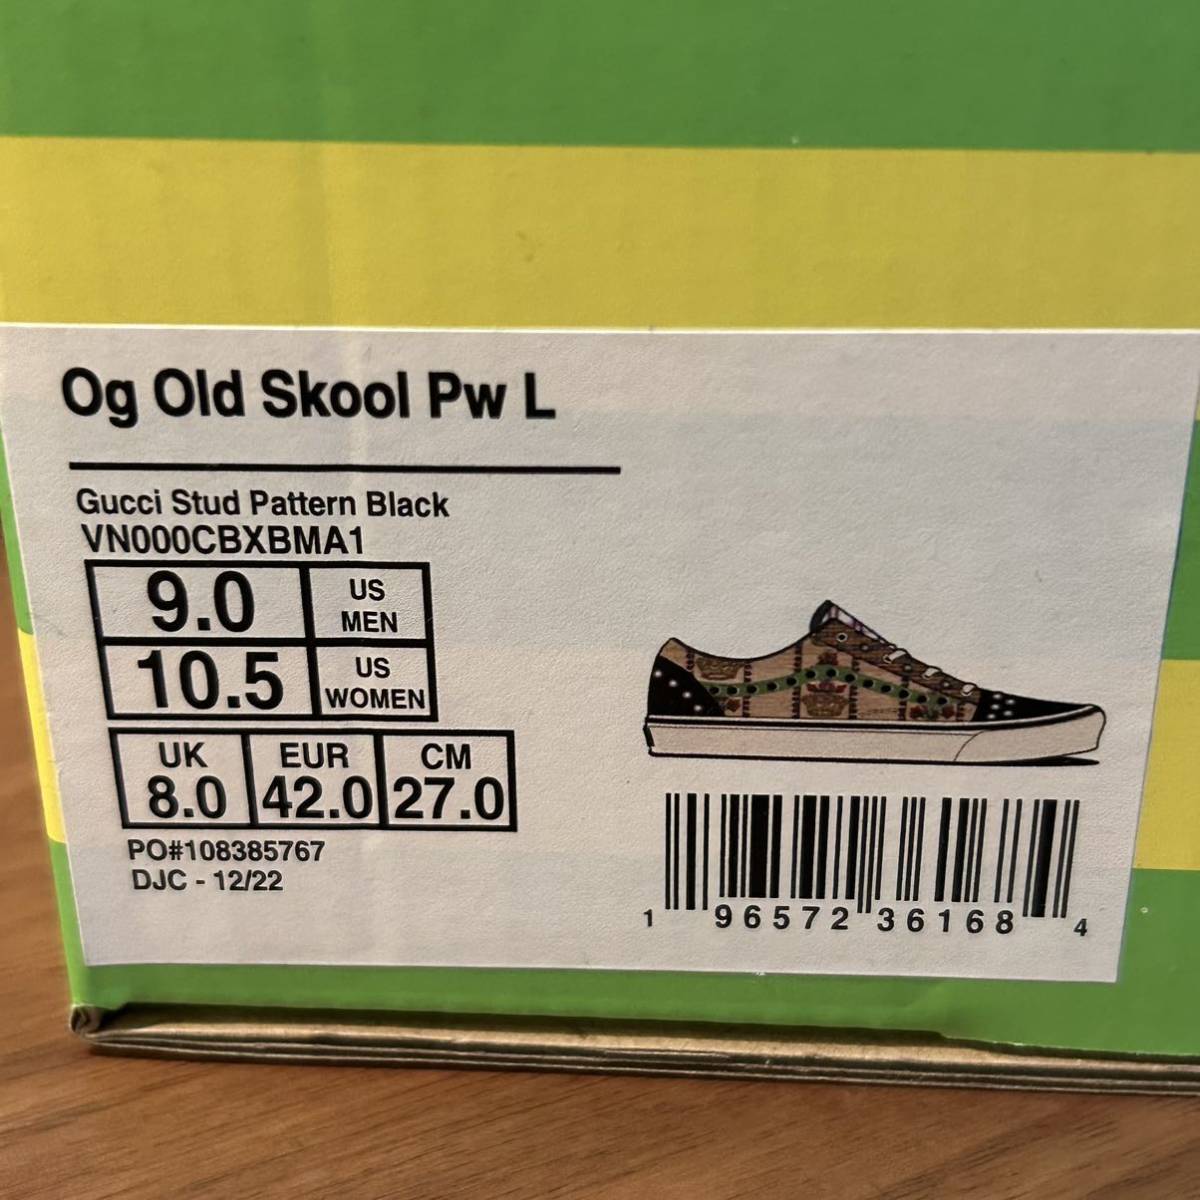 Og Old Skool Pw L
Gucci Stud Pattern Black
VN000CBXBMA1
9.0 US MEN
10.5 US WOMEN
UK EUR CM
8.0 42.0 27.0
PO#108385767
DJC - 12/22
1 96572 36168 4